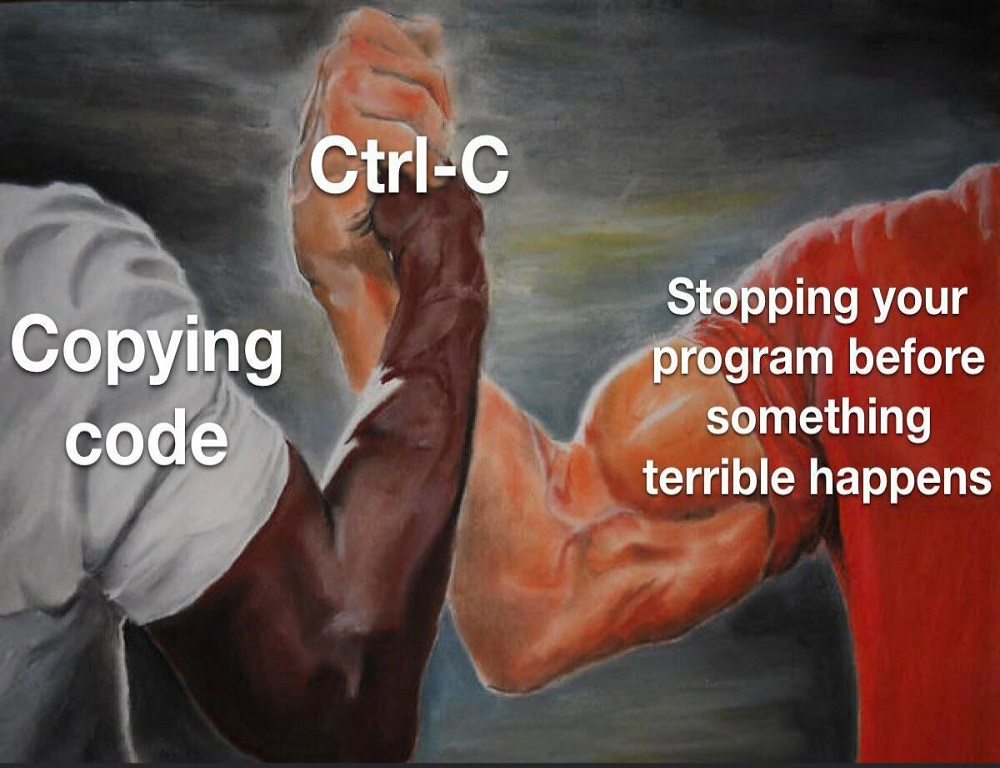 Ctrl-C
Copying
code
Stopping your
program before
something
terrible happens